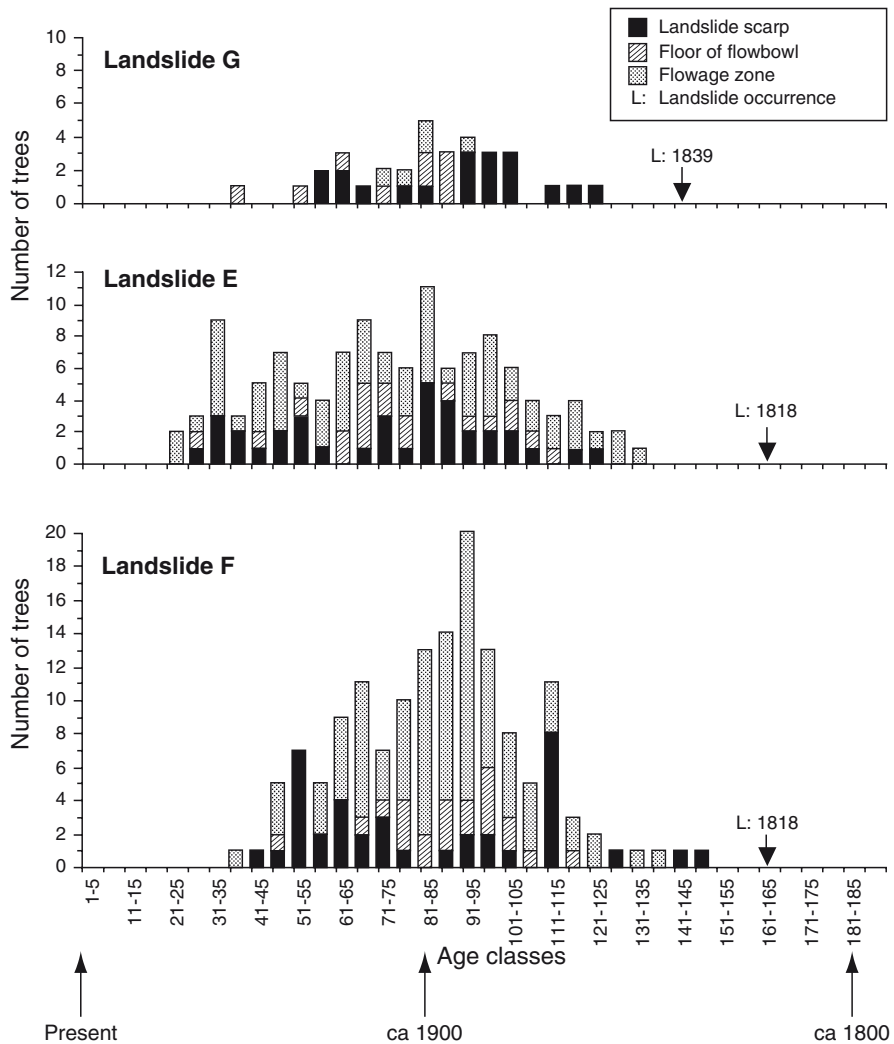 Landslide scarp
Floor of flowbowl
Flowage zone
L: Landslide occurrence
Landslide G
10
8
6
4
2
0
L: 1839
Number of trees
Landslide E
12
10
8
6
4
2
0
L: 1818
Landslide F
20
18
16
14
12
10
8
6
4
2
0
L: 1818
Number of trees
1-5
11-15
21-25
31-35
41-45
51-55
61-65
71-75
81-85
91-95
101-105
111-115
121-125
131-135
141-145
151-155
161-165
171-175
181-185
Age classes
Present
ca 1900
ca 1800